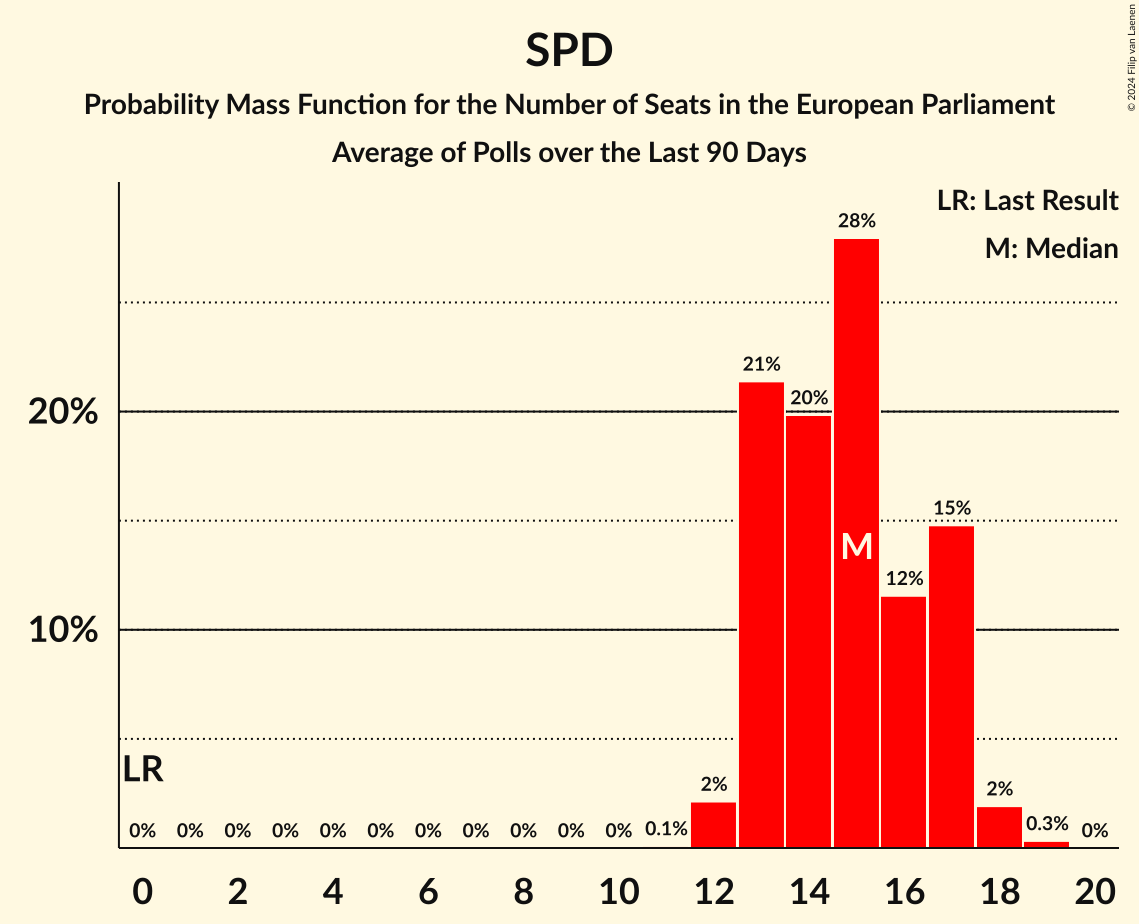 SPD
Probability Mass Function for the Number of Seats in the European Parliament
Average of Polls over the Last 90 Days
© 2024 Filip van Laenen
LR: Last Result
M: Median
28%
21%
20%
20%
15%
M
12%
10%
LR
2%
2%
0% 0% 0% 0% 0% 0% 0% 0% 0% 0% 0% 0.1% 0.3% 0%
0 2 4 6 8 10 12 14 16 18 20